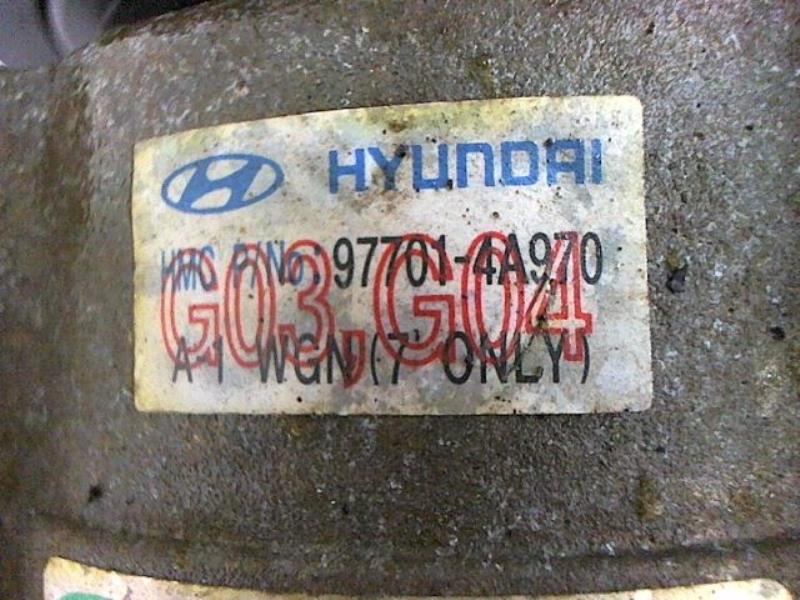 HYUNDAI
HMC P/No : 97701-4A970
G03,G04
A-1 WGN (7' ONLY)